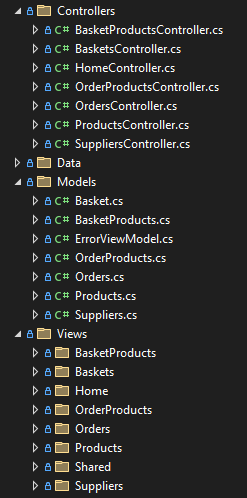 Controllers
C# BasketProductsController.cs
C# BasketsController.cs
C# HomeController.cs
C# OrderProductsController.cs
C# OrdersController.cs
C# ProductsController.cs
C# SuppliersController.cs
Data
Models
C# Basket.cs
C# BasketProducts.cs
C# ErrorViewModel.cs
C# OrderProducts.cs
C# Orders.cs
C# Products.cs
C# Suppliers.cs
Views
BasketProducts
Baskets
Home
OrderProducts
Orders
Products
Shared
Suppliers